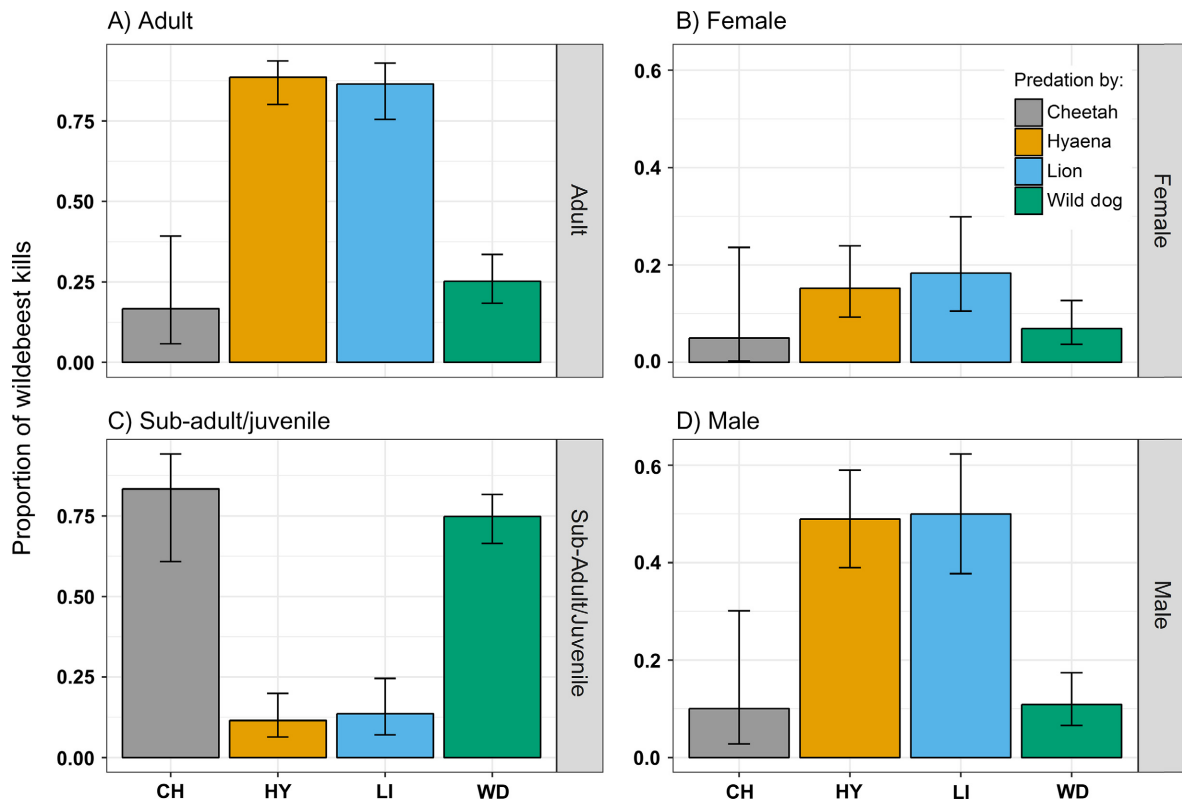 A) Adult
B) Female
Proportion of wildebeest kills
0.75
0.50
0.25
0.00
Adult
0.6
0.4
0.2
0.0
Predation by:
Cheetah
Hyaena
Lion
Wild dog
Female
C) Sub-adult/juvenile
D) Male
0.75
0.50
0.25
0.00
CH HY LI WD
Sub-Adult/Juvenile
0.6
0.4
0.2
0.0
CH HY LI WD
Male